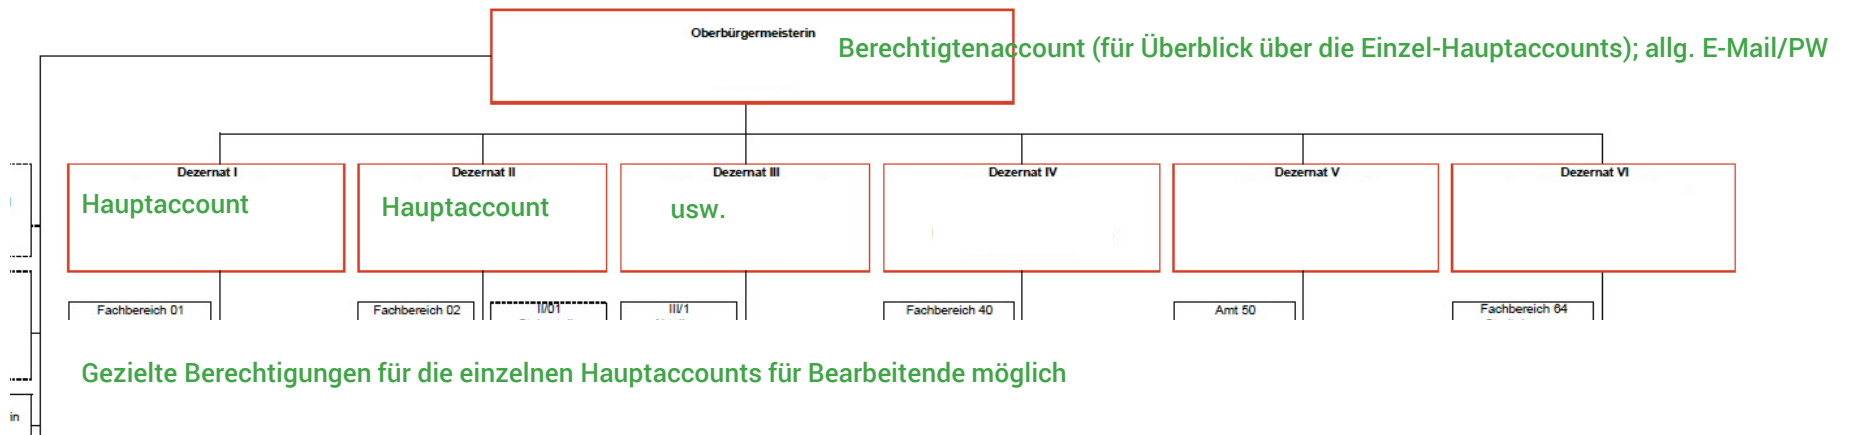 Oberbürgermeisterin
Berechtigtenaccount (für Überblick über die Einzel-Hauptaccounts); allg. E-Mail/PW
Dezernat I
Dezernat II
Dezernat III
Dezernat IV
Dezernat V
Dezernat VI
Hauptaccount
Hauptaccount
usw.
Fachbereich 01
Fachbereich 02
II/01
III/1
Fachbereich 40
Amt 50
Fachbereich 64
Gezielte Berechtigungen für die einzelnen Hauptaccounts für Bearbeitende möglich
in